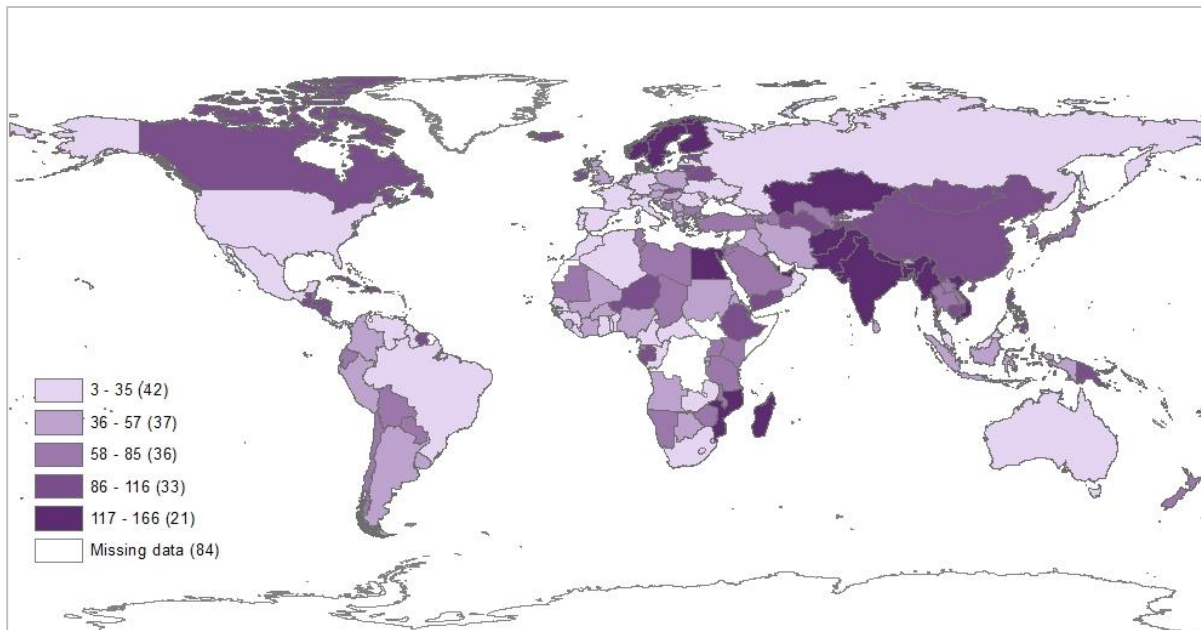 3 - 35 (42)
36 - 57 (37)
58 - 85 (36)
86 - 116 (33)
117 - 166 (21)
Missing data (84)